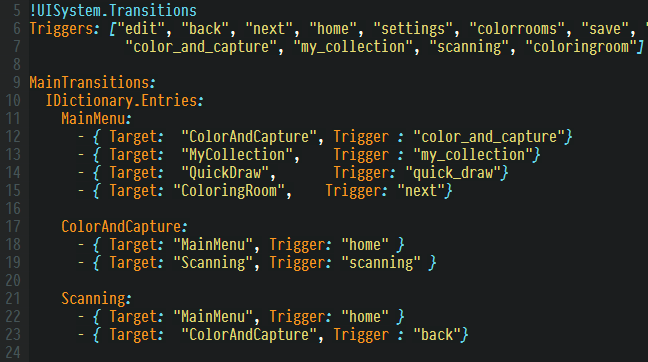 5 !UISystem.Transitions
6 Triggers: ["edit", "back", "next", "home", "settings", "colorrooms", "save", "
7 "color_and_capture", "my_collection", "scanning", "coloringroom"]
8
9 MainTransitions:
10 IDictionary.Entries:
11 MainMenu:
12 - { Target:  "ColorAndCapture", Trigger : "color_and_capture"}
13 - { Target:  "MyCollection",    Trigger : "my_collection"}
14 - { Target:  "QuickDraw",       Trigger: "quick_draw"}
15 - { Target: "ColoringRoom",    Trigger: "next"}
16
17 ColorAndCapture:
18 - { Target: "MainMenu", Trigger: "home" }
19 - { Target: "Scanning", Trigger: "scanning" }
20
21 Scanning:
22 - { Target: "MainMenu", Trigger: "home" }
23 - { Target:  "ColorAndCapture", Trigger : "back"}
24